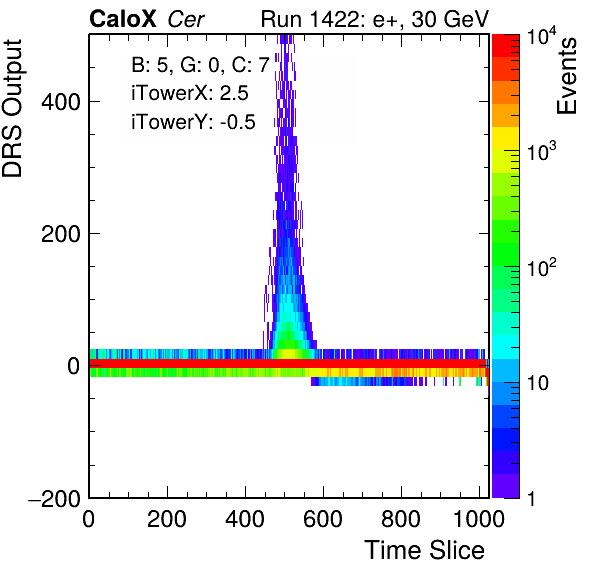 CaloX Cer Run 1422: e+, 30 GeV
B: 5, G: 0, C: 7
iTowerX: 2.5
iTowerY: -0.5
DRS Output
400
200
0
−200
0 200 400 600 800 1000
Time Slice
Events
10^4
10^3
10^2
10
1